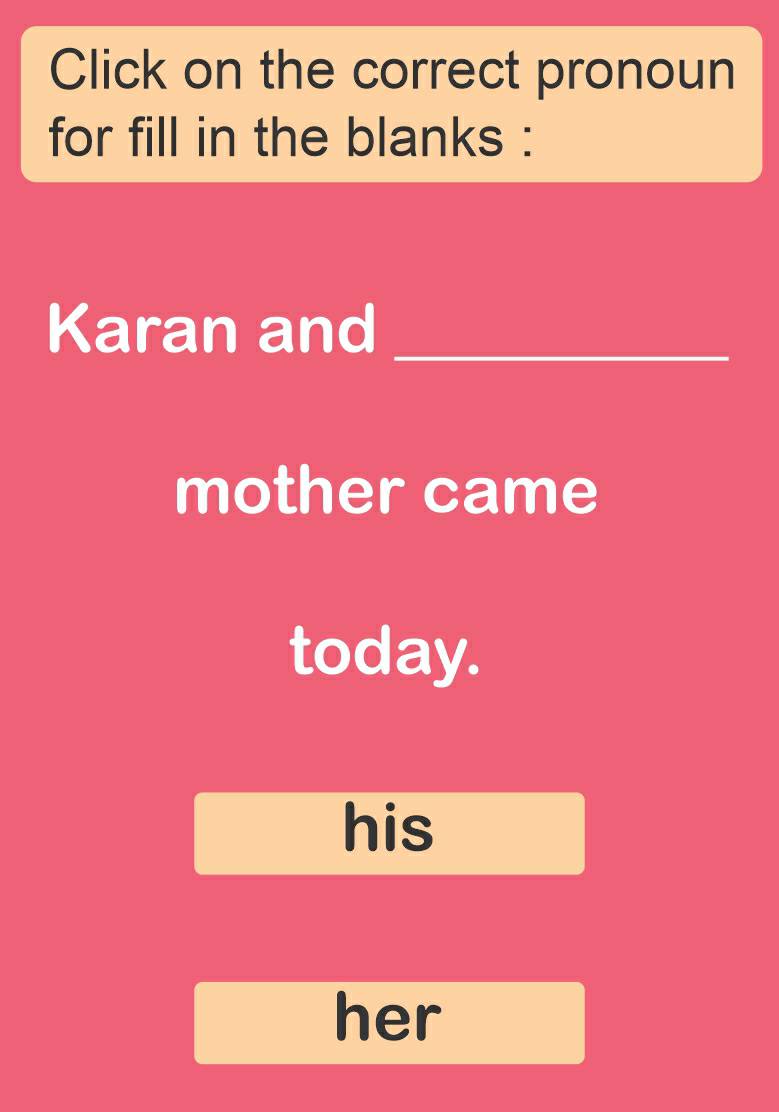 Click on the correct pronoun
for fill in the blanks :
Karan and __________
mother came
today.
his
her